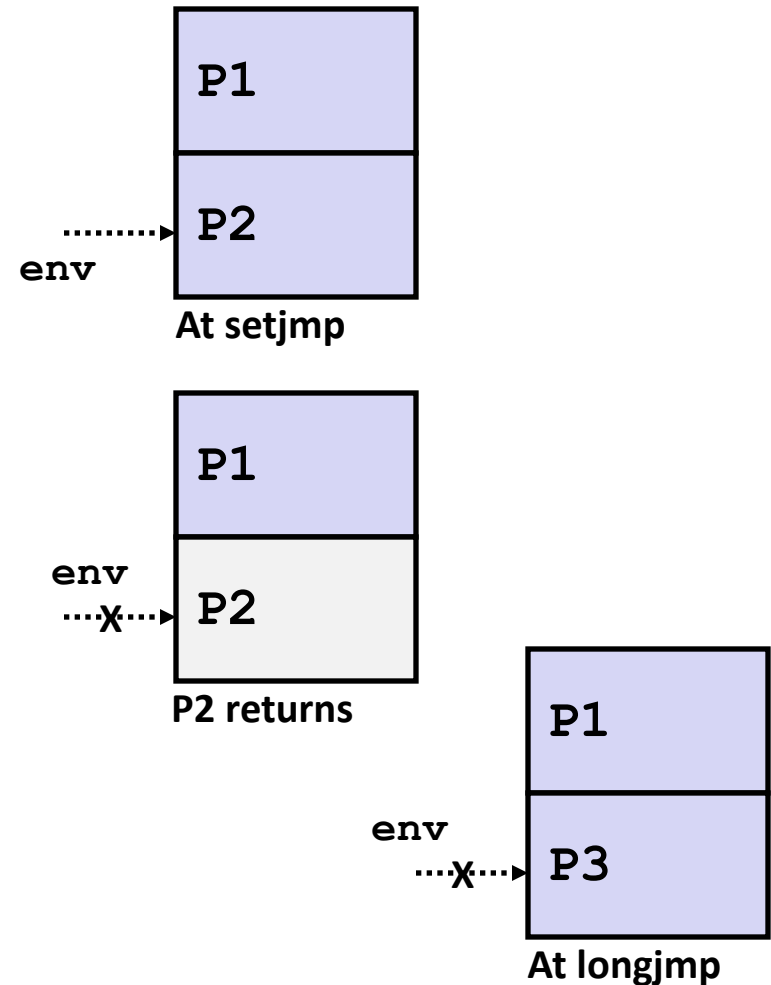 P1
P2
env
At setjmp
P1
env
X
P2
P2 returns
P1
env
X
P3
At longjmp